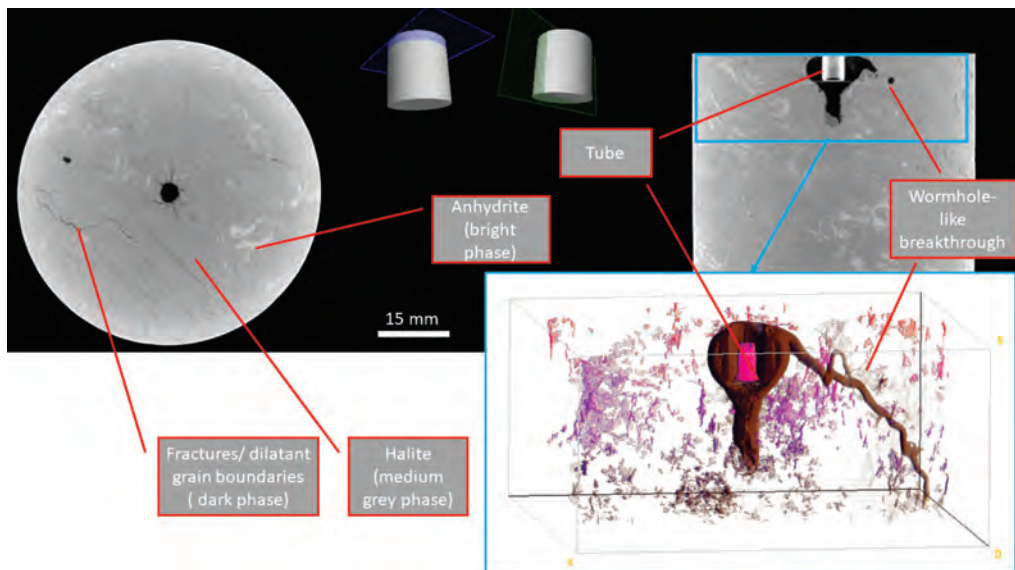 Tube
Wormhole-
like
breakthrough
Anhydrite
(bright
phase)
15 mm
Fractures/ dilatant
grain boundaries
( dark phase)
Halite
(medium
grey phase)